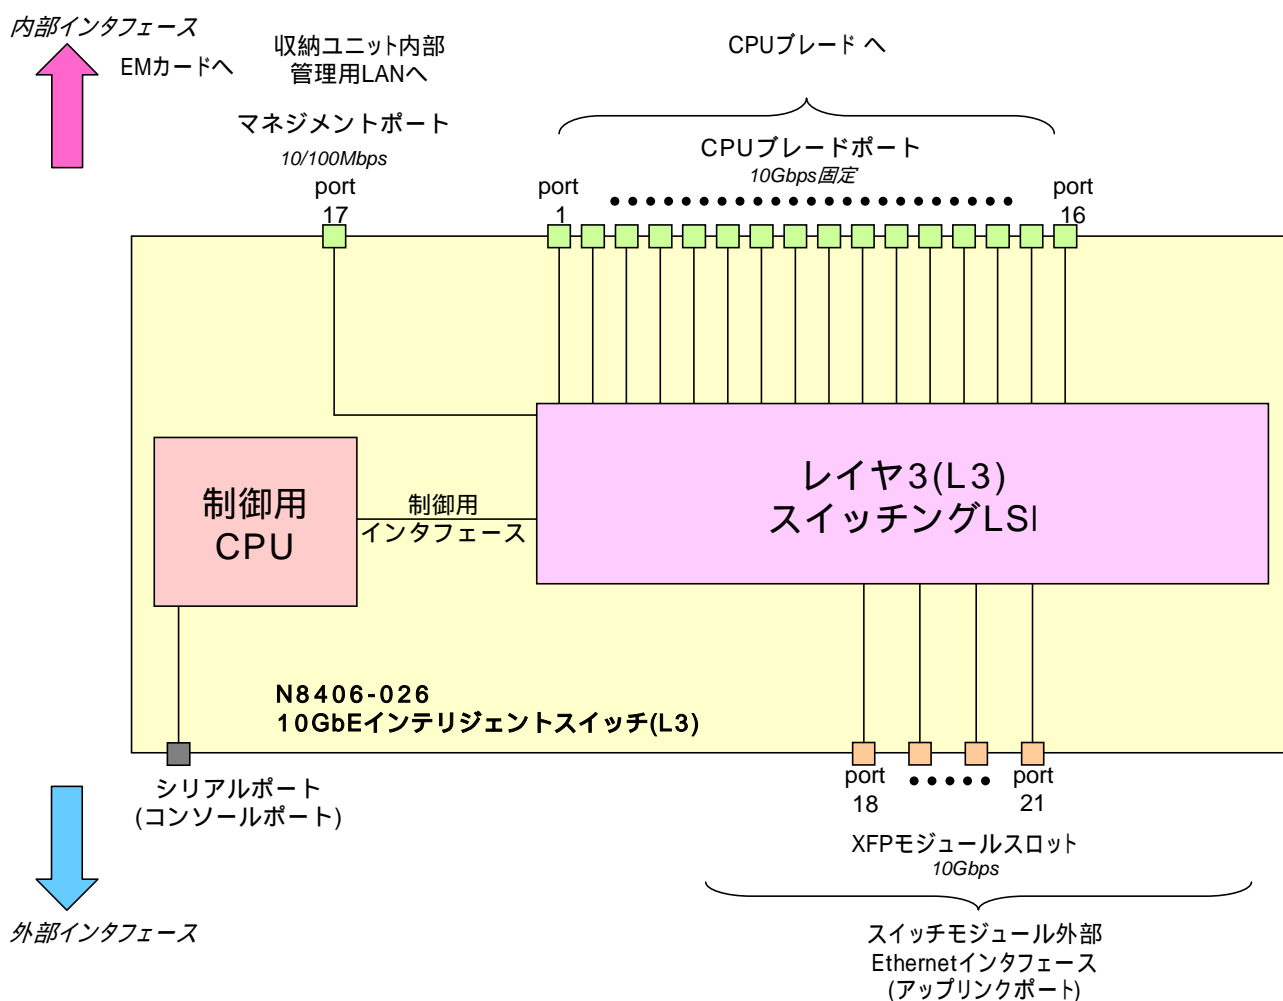 内部インタフェース
EMカードへ
収納ユニット内部
管理用LANへ
CPUブレード へ
マネジメントポート
10/100Mbps
CPUブレードポート
10Gbps固定
port
17
port
1
port
16
制御用
CPU
制御用
インタフェース
レイヤ3(L3)
スイッチングLSI
N8406-026
10GbEインテリジェントスイッチ(L3)
シリアルポート
(コンソールポート)
port
18
port
21
XFPモジュールスロット
10Gbps
外部インタフェース
スイッチモジュール外部
Ethernetインタフェース
(アップリンクポート)